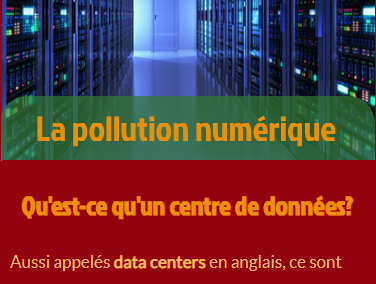 La pollution numérique
Qu'est-ce qu'un centre de données?
Aussi appelés data centers en anglais, ce sont